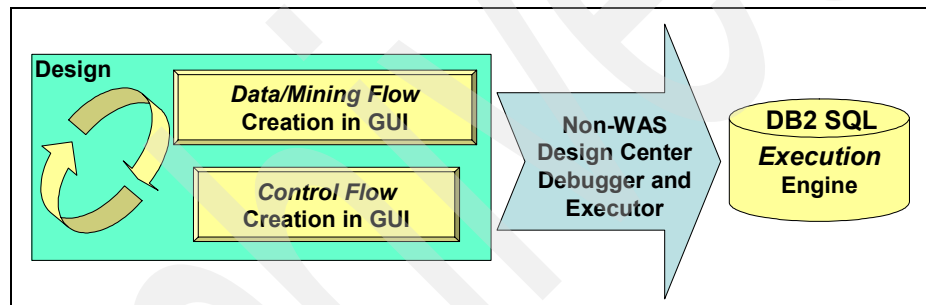 Design
Data/Mining Flow
Creation in GUI
Control Flow
Creation in GUI
Non-WAS
Design Center
Debugger and
Executor
DB2 SQL
Execution
Engine